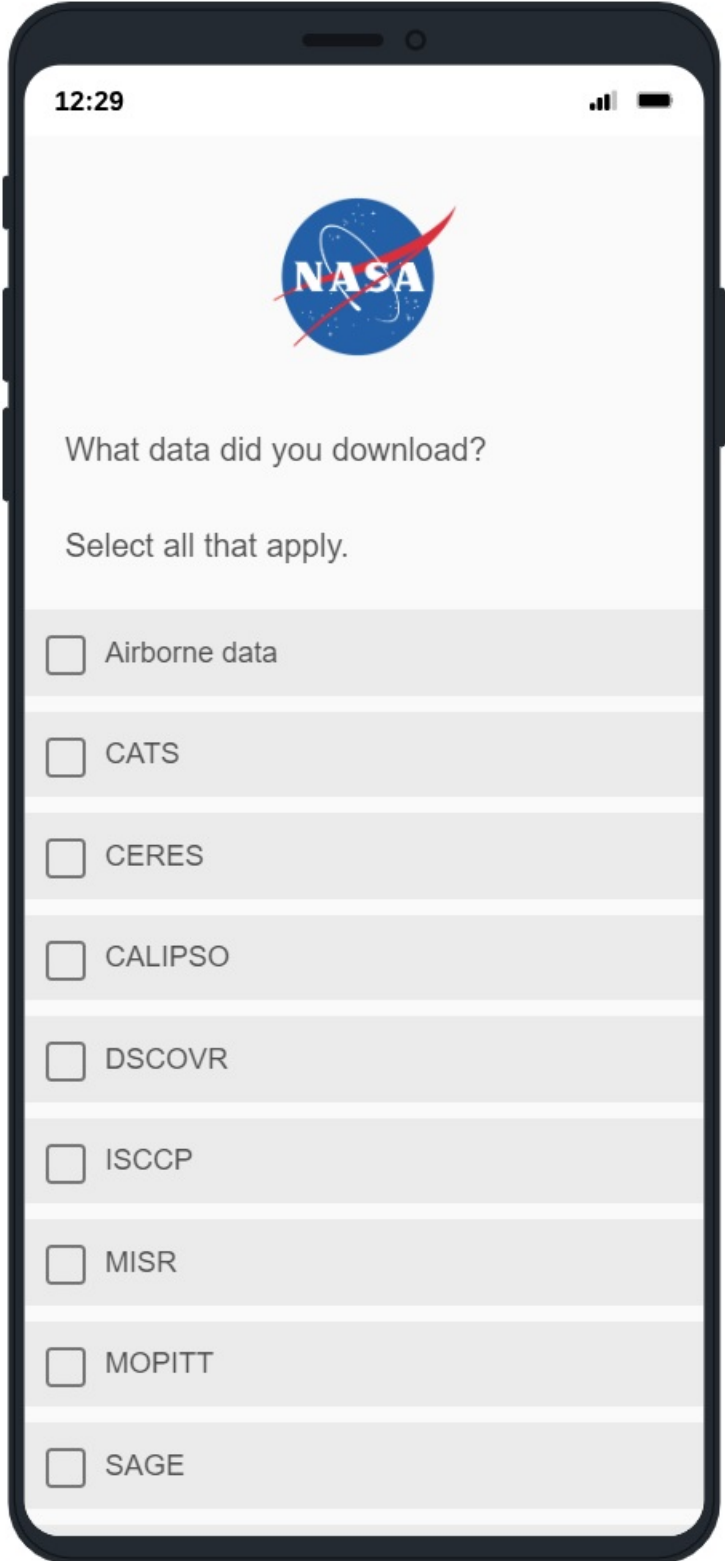 12:29
NASA
What data did you download?
Select all that apply.
Airborne data
CATS
CERES
CALIPSO
DSCOVR
ISCCP
MISR
MOPITT
SAGE